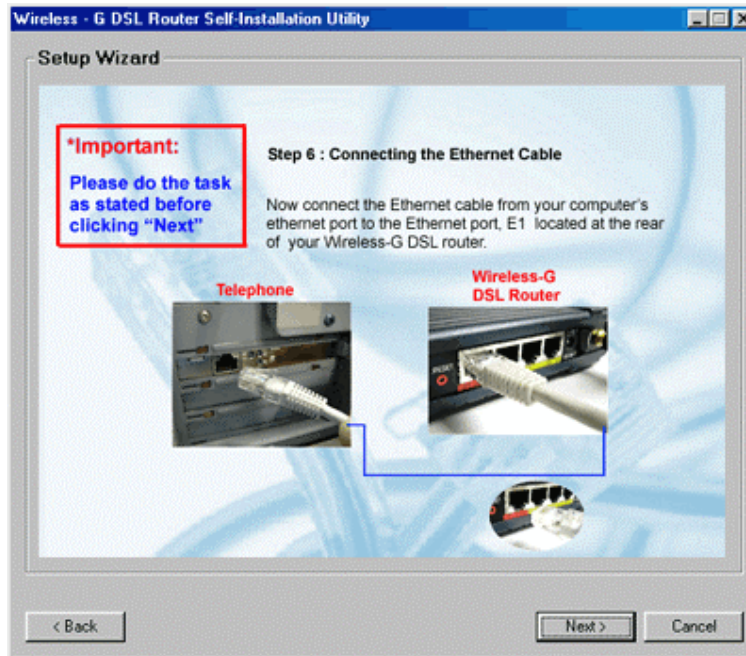 Wireless - G DSL Router Self-Installation Utility
Setup Wizard
*Important:
Please do the task
as stated before
clicking “Next”
Step 6 : Connecting the Ethernet Cable
Now connect the Ethernet cable from your computer’s
ethernet port to the Ethernet port, E1 located at the rear
of your Wireless-G DSL router.
Telephone
Wireless-G
DSL Router
RESET
< Back
Next >
Cancel